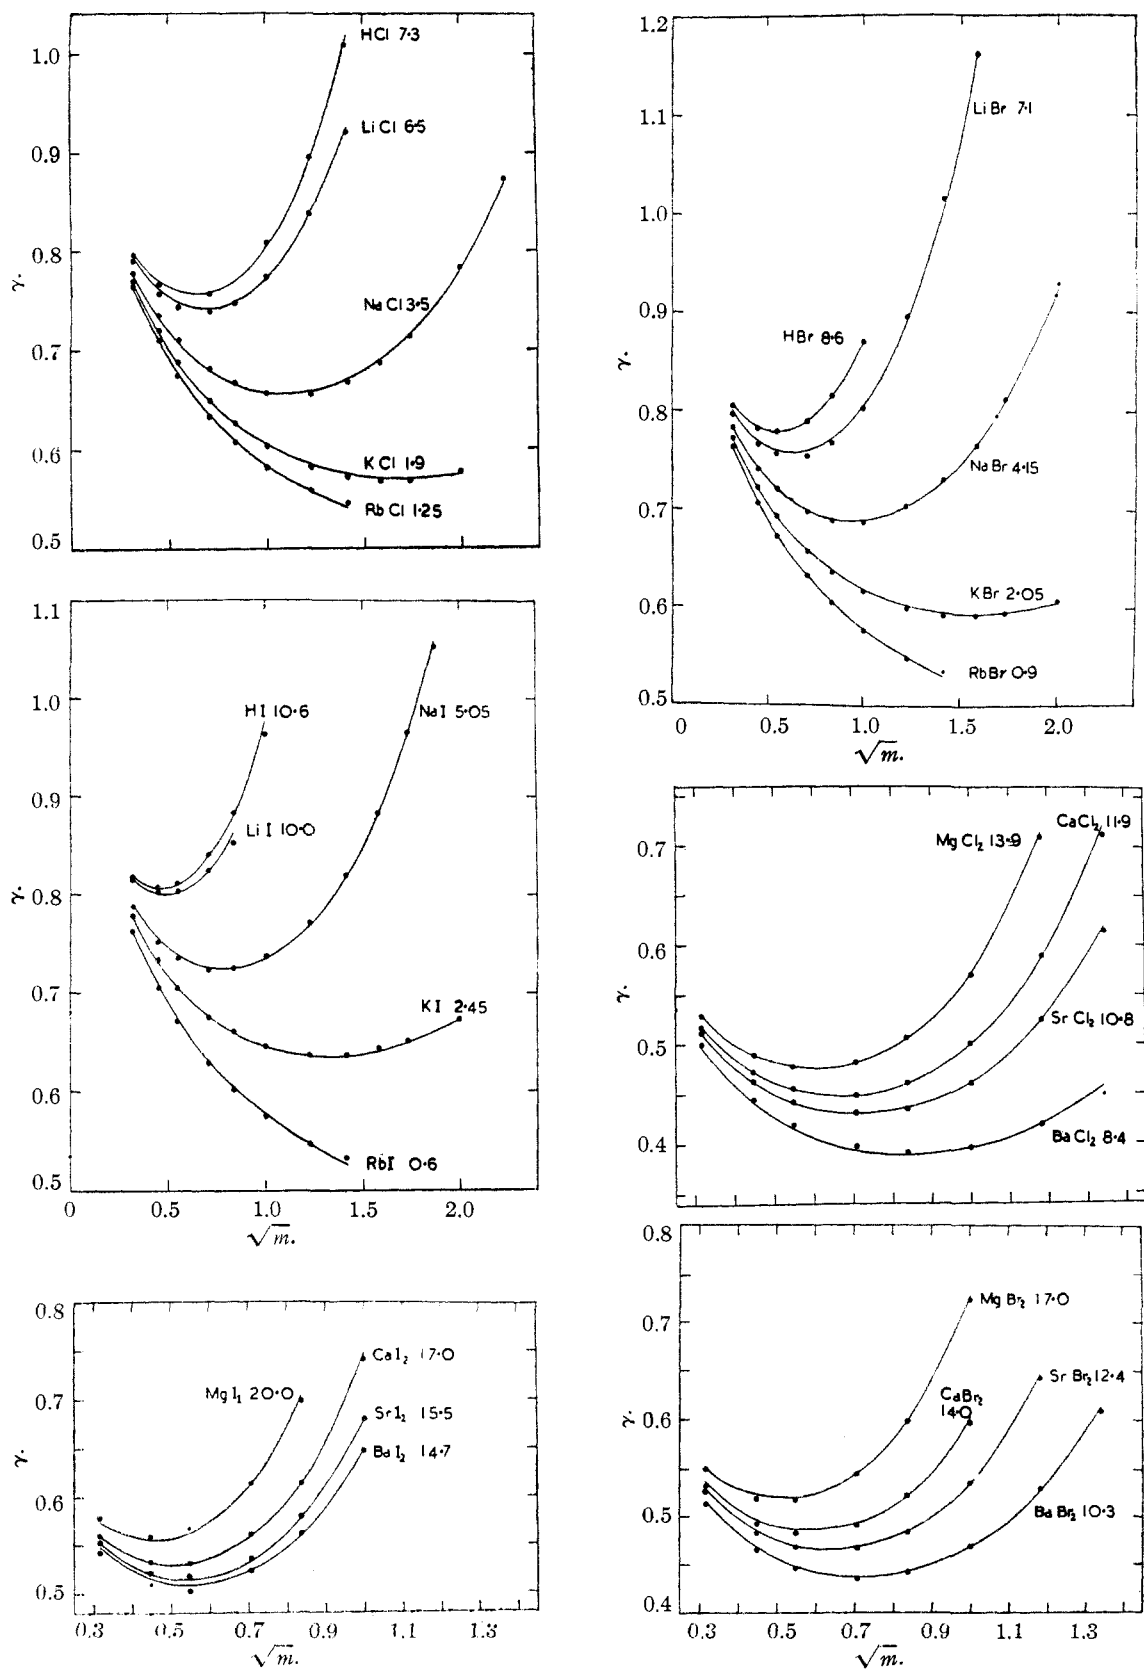 1.0
0.9
0.8
0.7
0.6
0.5
γ.
HCl 7·3
LiCl 6·5
NaCl 3·5
KCl 1·9
RbCl 1·25
1.2
1.1
1.0
0.9
0.8
0.7
0.6
0.5
γ.
LiBr 7·1
HBr 8·6
NaBr 4·15
KBr 2·05
RbBr 0·9
0 0.5 1.0 1.5 2.0
√m.
1.1
1.0
0.9
0.8
0.7
0.6
0.5
γ.
HI 10·6
NaI 5·05
LiI 10·0
KI 2·45
RbI 0·6
0 0.5 1.0 1.5 2.0
√m.
0.7
0.6
0.5
0.4
γ.
MgCl₂ 13·9
CaCl₂ 11·9
SrCl₂ 10·8
BaCl₂ 8·4
0.8
0.7
0.6
0.5
γ.
MgI₂ 20·0
CaI₂ 17·0
SrI₂ 15·5
BaI₂ 14·7
0.3 0.5 0.7 0.9 1.1 1.3
√m.
0.8
0.7
0.6
0.5
0.4
γ.
MgBr₂ 17·0
CaBr₂
14·0
SrBr₂ 12·4
BaBr₂ 10·3
0.3 0.5 0.7 0.9 1.1 1.3
√m.